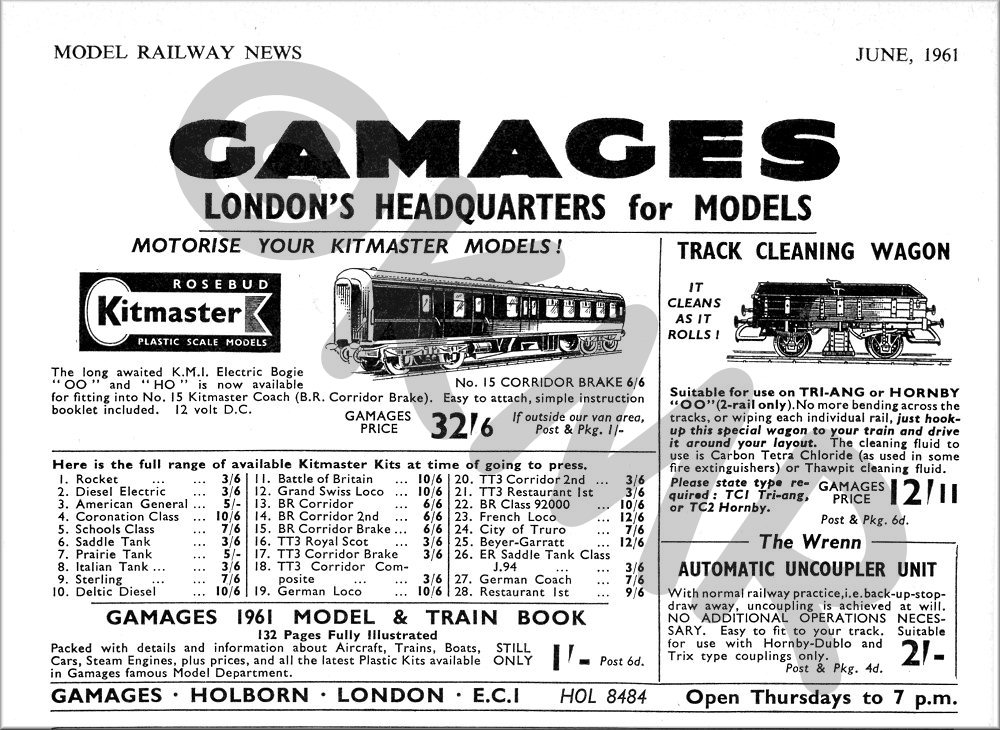 MODEL RAILWAY NEWS
JUNE, 1961
GAMAGES
LONDON'S HEADQUARTERS for MODELS
MOTORISE YOUR KITMASTER MODELS!
ROSEBUD
Kitmaster
PLASTIC SCALE MODELS
The long awaited K.M.I. Electric Bogie
"OO" and "HO" is now available
No. 15 CORRIDOR BRAKE 6/6
for fitting into No. 15 Kitmaster Coach (B.R. Corridor Brake). Easy to attach, simple instruction
booklet included. 12 volt D.C.
GAMAGES
PRICE 32/6
If outside our van area,
Post & Pkg. 1/-
TRACK CLEANING WAGON
IT
CLEANS
AS IT
ROLLS!
Suitable for use on TRI-ANG or HORNBY
"OO" (2-rail only). No more bending across the
tracks, or wiping each individual rail, just hook-
up this special wagon to your train and drive
it around your layout. The cleaning fluid to
use is Carbon Tetra Chloride (as used in some
fire extinguishers) or Thawpit cleaning fluid.
Please state type re-
quired: TC1 Tri-ang,
or TC2 Hornby.
GAMAGES
PRICE 12/11
Post & Pkg. 6d.
Here is the full range of available Kitmaster Kits at time of going to press.
1. Rocket ... ... 3/6
2. Diesel Electric ... 3/6
3. American General ... 5/-
4. Coronation Class ... 10/6
5. Schools Class ... 7/6
6. Saddle Tank ... 3/6
7. Prairie Tank ... 5/-
8. Italian Tank ... ... 3/6
9. Sterling ... ... 7/6
10. Deltic Diesel ... 10/6
11. Battle of Britain ... 10/6
12. Grand Swiss Loco ... 10/6
13. BR Corridor ... 6/6
14. BR Corridor 2nd ... 6/6
15. BR Corridor Brake ... 6/6
16. TT3 Royal Scot ... 3/6
17. TT3 Corridor Brake 3/6
18. TT3 Corridor Com-
posite ... ... 3/6
19. German Loco ... 10/6
20. TT3 Corridor 2nd ... 3/6
21. TT3 Restaurant 1st 3/6
22. BR Class 92000 ... 10/6
23. French Loco ... 12/6
24. City of Truro ... 7/6
25. Beyer-Garratt ... 12/6
26. ER Saddle Tank Class
J.94 ... ... 3/6
27. German Coach ... 7/6
28. Restaurant 1st ... 9/6
GAMAGES 1961 MODEL & TRAIN BOOK
132 Pages Fully Illustrated
Packed with details and information about Aircraft, Trains, Boats,
Cars, Steam Engines, plus prices, and all the latest Plastic Kits available
in Gamages famous Model Department.
STILL
ONLY 1/- Post 6d.
The Wrenn
AUTOMATIC UNCOUPLER UNIT
With normal railway practice, i.e. back-up-stop-
draw away, uncoupling is achieved at will.
NO ADDITIONAL OPERATIONS NECES-
SARY. Easy to fit to your track. Suitable
for use with Hornby-Dublo and
Trix type couplings only.
Post & Pkg. 4d.
2/-
GAMAGES · HOLBORN · LONDON · E.C.1 HOL 8484 Open Thursdays to 7 p.m.
© KMP